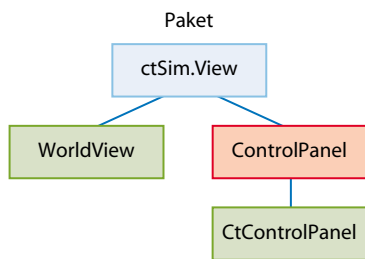 Paket
ctSim.View
WorldView
ControlPanel
CtControlPanel